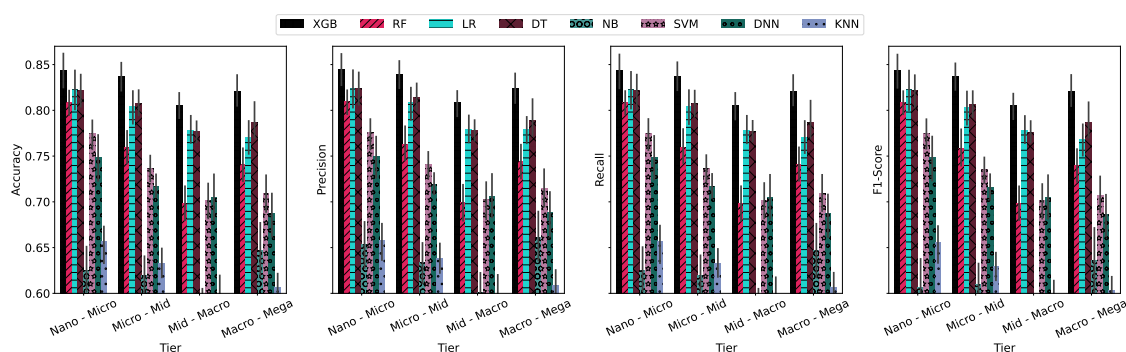 XGB RF LR DT NB SVM DNN KNN
Accuracy
0.85
0.80
0.75
0.70
0.65
0.60
Nano - Micro
Micro - Mid
Mid - Macro
Macro - Mega
Tier
Precision
Nano - Micro
Micro - Mid
Mid - Macro
Macro - Mega
Tier
Recall
Nano - Micro
Micro - Mid
Mid - Macro
Macro - Mega
Tier
F1-Score
Nano - Micro
Micro - Mid
Mid - Macro
Macro - Mega
Tier